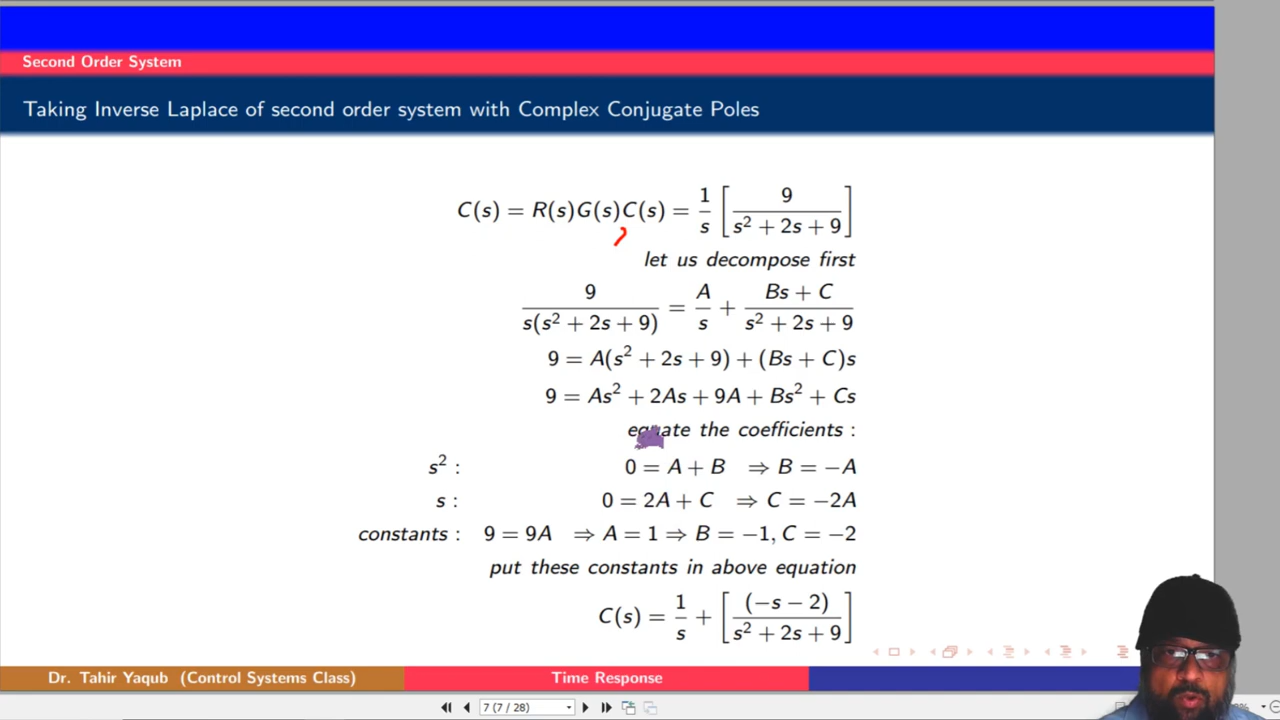 Second Order System
Taking Inverse Laplace of second order system with Complex Conjugate Poles
C(s) = R(s)G(s)C(s) = 1/s [ 9 / (s² + 2s + 9) ]
let us decompose first
9 / (s(s² + 2s + 9)) = A/s + (Bs + C) / (s² + 2s + 9)
9 = A(s² + 2s + 9) + (Bs + C)s
9 = As² + 2As + 9A + Bs² + Cs
equate the coefficients :
s² : 0 = A + B ⇒ B = −A
s : 0 = 2A + C ⇒ C = −2A
constants : 9 = 9A ⇒ A = 1 ⇒ B = −1, C = −2
put these constants in above equation
C(s) = 1/s + [ (−s − 2) / (s² + 2s + 9) ]
Dr. Tahir Yaqub (Control Systems Class) Time Response
7 (7 / 28)